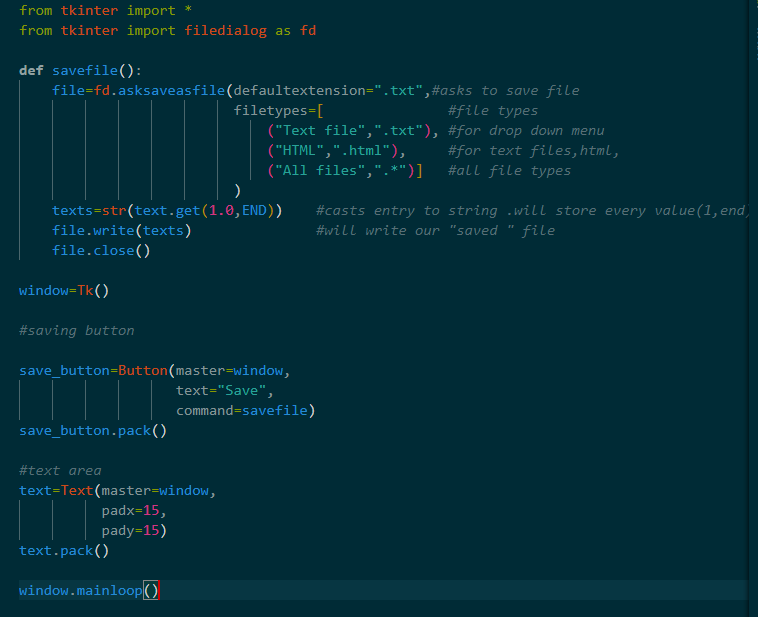 from tkinter import *
from tkinter import filedialog as fd
def savefile():
file=fd.asksaveasfile(defaultextension=".txt",#asks to save file
filetypes=[ #file types
("Text file",".txt"), #for drop down menu
("HTML",".html"), #for text files,html,
("All files",".*")] #all file types
)
texts=str(text.get(1.0,END)) #casts entry to string .will store every value(1,end)
file.write(texts) #will write our "saved " file
file.close()
window=Tk()
#saving button
save_button=Button(master=window,
text="Save",
command=savefile)
save_button.pack()
#text area
text=Text(master=window,
padx=15,
pady=15)
text.pack()
window.mainloop()